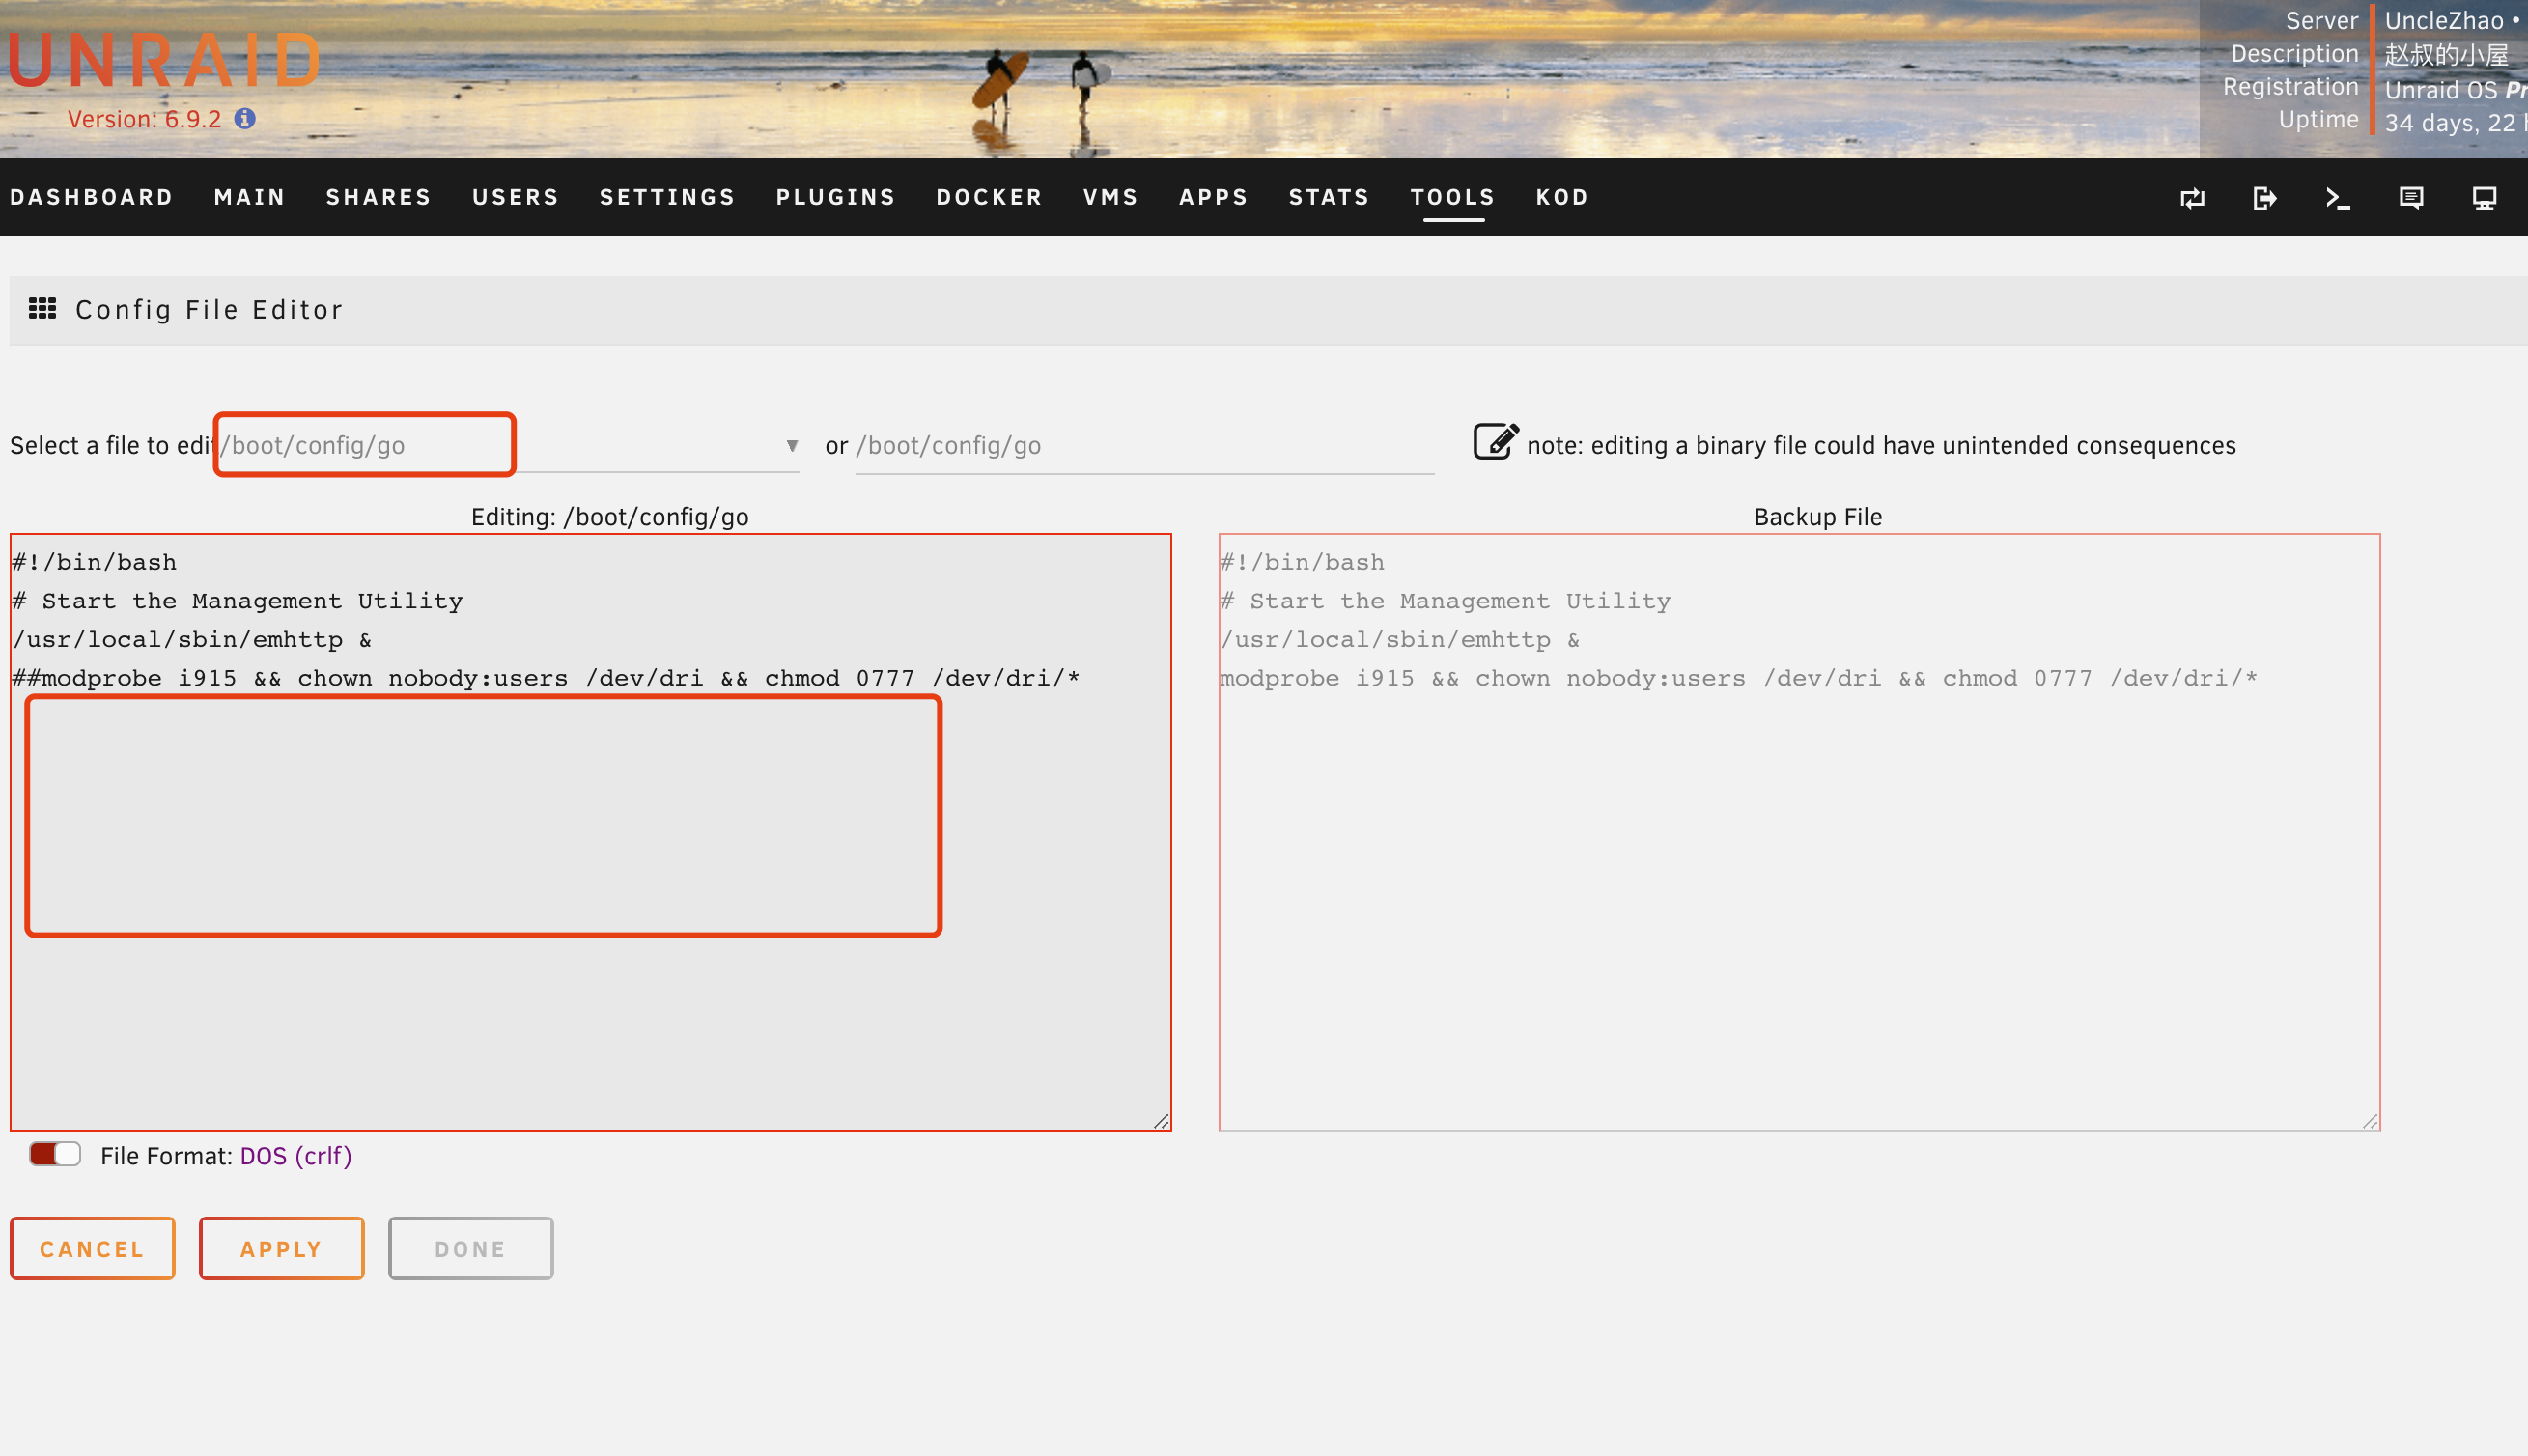 UNRAID
Version: 6.9.2
Server UncleZhao •
Description 赵叔的小屋
Registration Unraid OS
Uptime 34 days, 22
DASHBOARD MAIN SHARES USERS SETTINGS PLUGINS DOCKER VMS APPS STATS TOOLS KOD
Config File Editor
Select a file to edit /boot/config/go or /boot/config/go note: editing a binary file could have unintended consequences
Editing: /boot/config/go
#!/bin/bash
# Start the Management Utility
/usr/local/sbin/emhttp &
##modprobe i915 && chown nobody:users /dev/dri && chmod 0777 /dev/dri/*
Backup File
#!/bin/bash
# Start the Management Utility
/usr/local/sbin/emhttp &
modprobe i915 && chown nobody:users /dev/dri && chmod 0777 /dev/dri/*
File Format: DOS (crlf)
CANCEL APPLY DONE